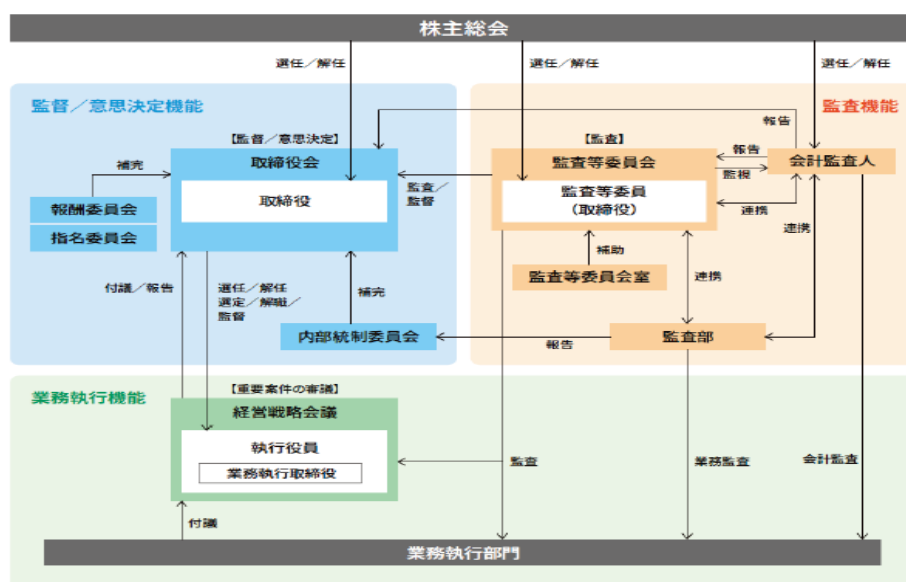 株主総会
選任／解任
選任／解任
選任／解任
監督／意思決定機能
監査機能
報告
【監督／意思決定】
【監査】
取締役会
監査等委員会
報告
会計監査人
補完
監視
取締役
監査等委員
（取締役）
監査／
監督
報酬委員会
連携
指名委員会
連携
補助
監査等委員会室
付議／報告
選任／解任
選定／解職／
監督
補完
連携
内部統制委員会
報告
監査部
業務執行機能
【重要案件の審議】
経営戦略会議
執行役員
業務執行取締役
監査
業務監査
会計監査
付議
業務執行部門